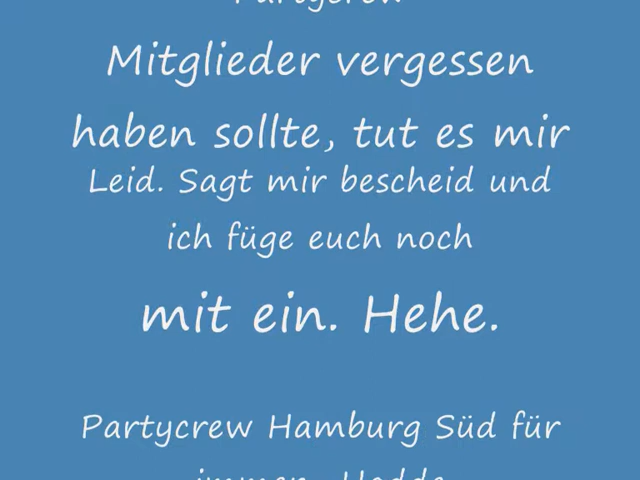 Partycrew
Mitglieder vergessen
haben sollte, tut es mir
Leid. Sagt mir bescheid und
ich füge euch noch
mit ein. Hehe.
Partycrew Hamburg Süd für